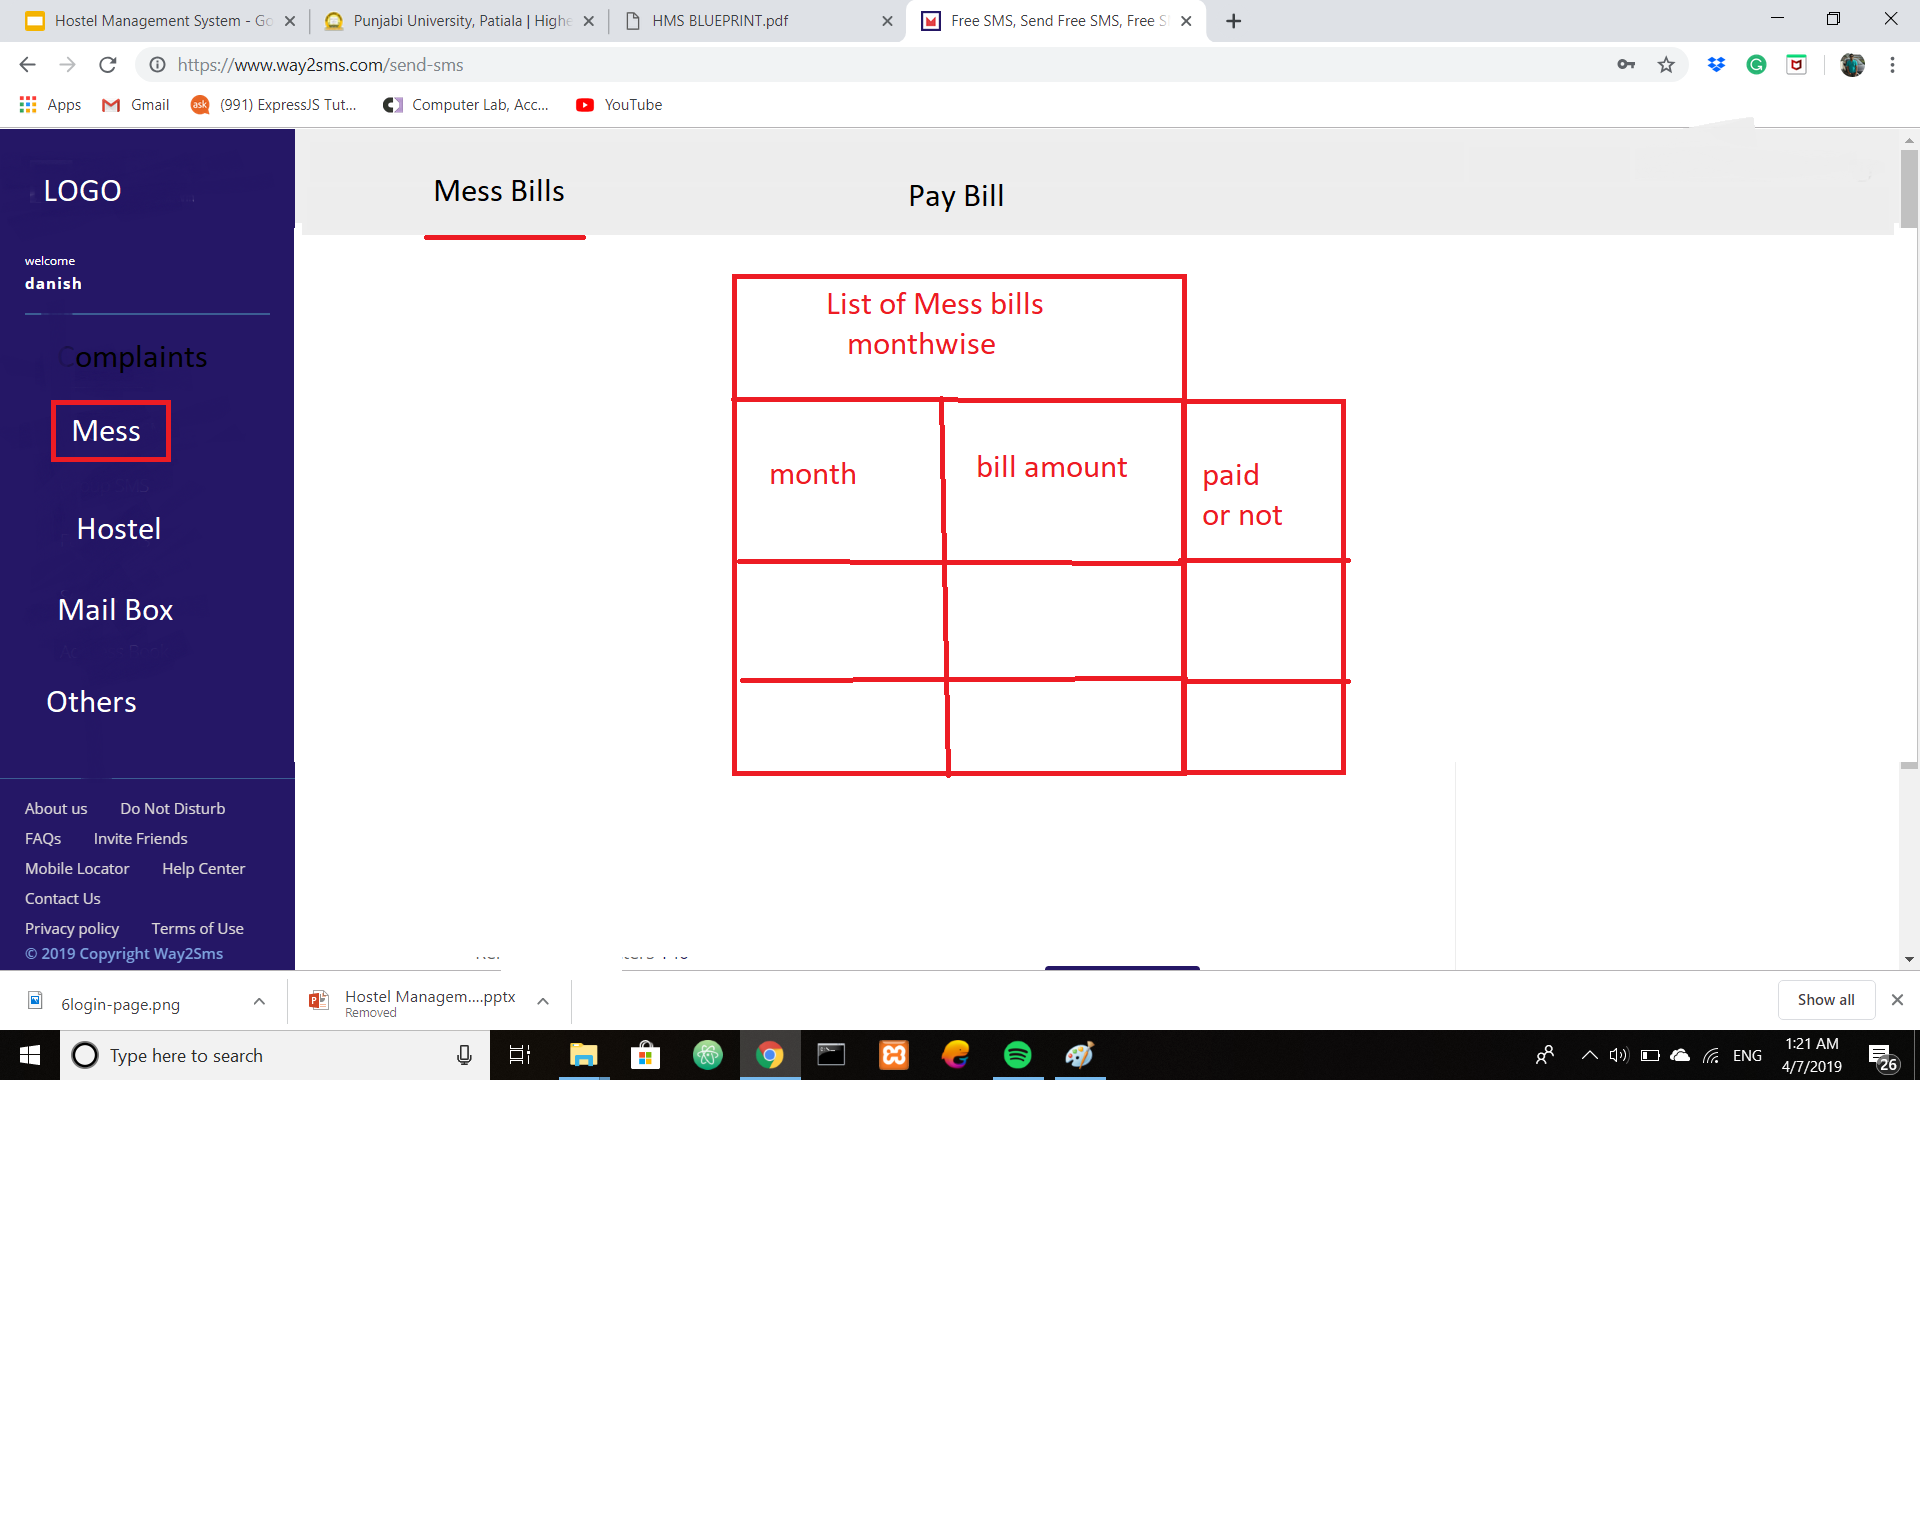 Hostel Management System - Go
Punjabi University, Patiala | Highe
HMS BLUEPRINT.pdf
Free SMS, Send Free SMS, Free S
https://www.way2sms.com/send-sms
Apps
Gmail
ask
(991) ExpressJS Tut...
Computer Lab, Acc...
YouTube
LOGO
Mess Bills
Pay Bill
welcome
danish
Complaints
Mess
Hostel
Mail Box
Others
List of Mess bills
monthwise
month
bill amount
paid
or not
About us
Do Not Disturb
FAQs
Invite Friends
Mobile Locator
Help Center
Contact Us
Privacy policy
Terms of Use
© 2019 Copyright Way2Sms
6login-page.png
Hostel Managem....pptx
Removed
Show all
Type here to search
ENG
1:21 AM
4/7/2019
26